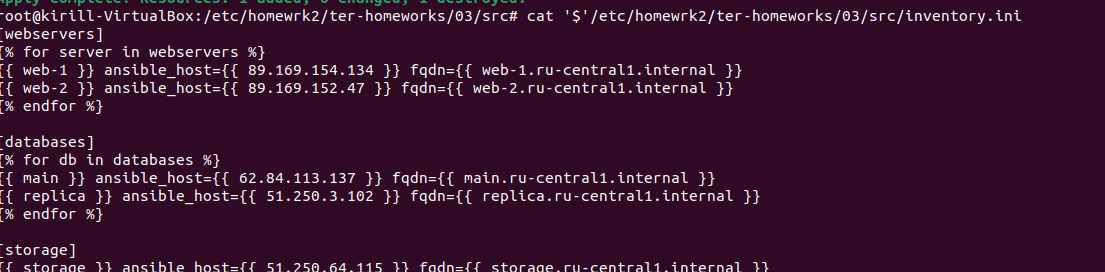 Apply complete! Resources: 1 added, 0 changed, 1 destroyed.
root@kirill-VirtualBox:/etc/homewrk2/ter-homeworks/03/src# cat '$'/etc/homewrk2/ter-homeworks/03/src/inventory.ini
[webservers]
{% for server in webservers %}
{{ web-1 }} ansible_host={{ 89.169.154.134 }} fqdn={{ web-1.ru-central1.internal }}
{{ web-2 }} ansible_host={{ 89.169.152.47 }} fqdn={{ web-2.ru-central1.internal }}
{% endfor %}
[databases]
{% for db in databases %}
{{ main }} ansible_host={{ 62.84.113.137 }} fqdn={{ main.ru-central1.internal }}
{{ replica }} ansible_host={{ 51.250.3.102 }} fqdn={{ replica.ru-central1.internal }}
{% endfor %}
[storage]
{{ storage }} ansible_host={{ 51.250.64.115 }} fqdn={{ storage.ru-central1.internal }}